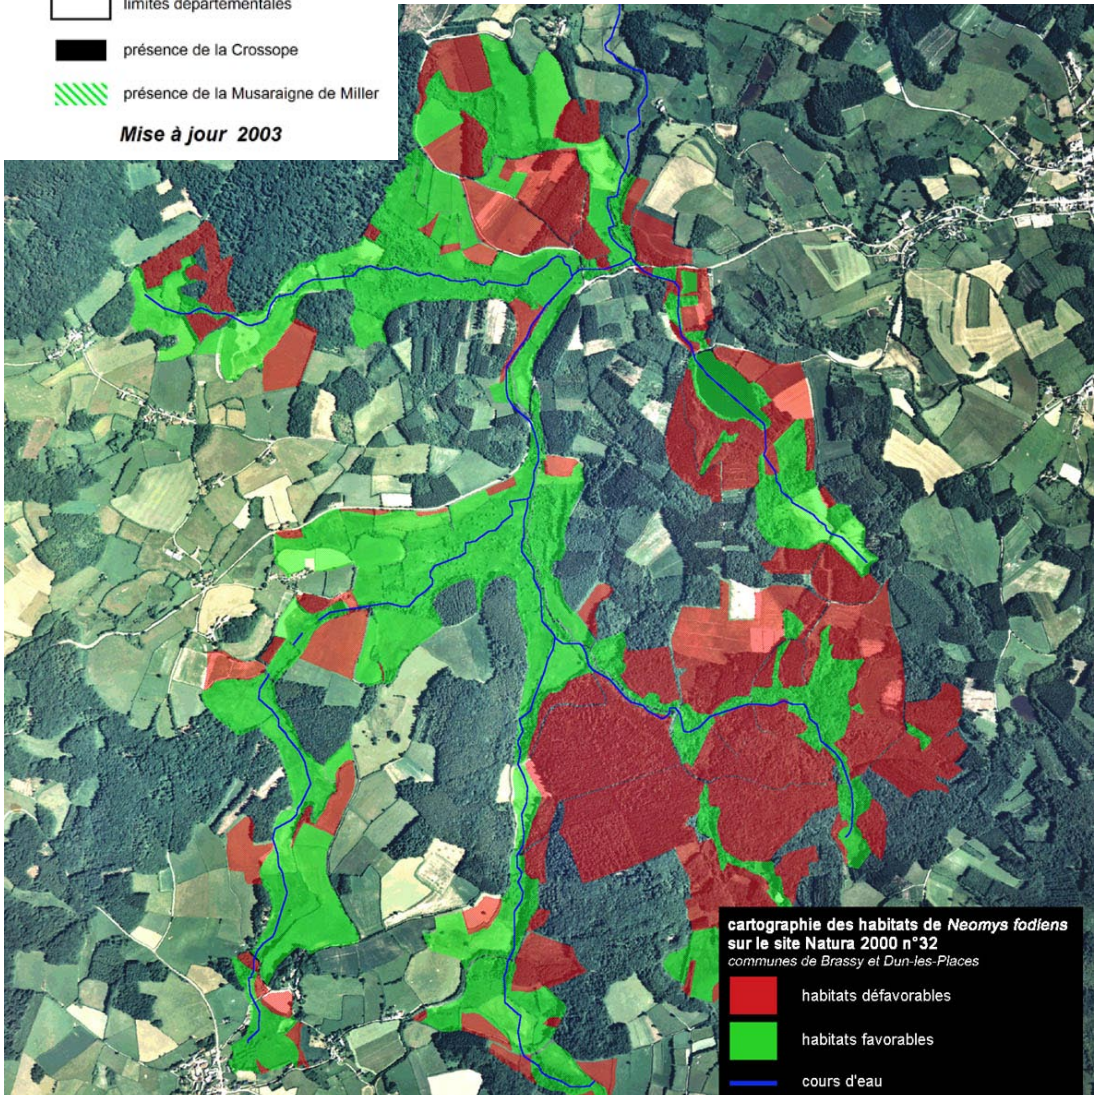 limites départementales
présence de la Crossope
présence de la Musaraigne de Miller
Mise à jour 2003
cartographie des habitats de Neomys fodiens
sur le site Natura 2000 n°32
communes de Brassy et Dun-les-Places
habitats défavorables
habitats favorables
cours d'eau